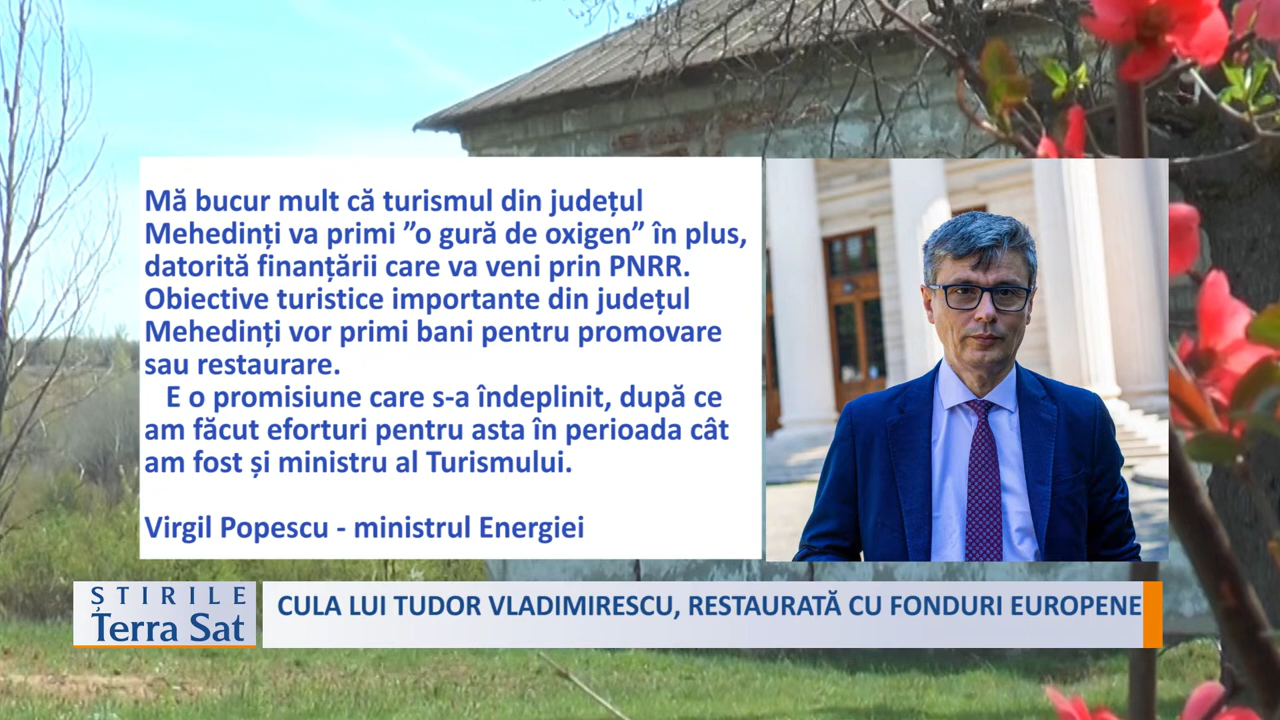 Mă bucur mult că turismul din județul
Mehedinți va primi ”o gură de oxigen” în plus,
datorită finanțării care va veni prin PNRR.
Obiective turistice importante din județul
Mehedinți vor primi bani pentru promovare
sau restaurare.
E o promisiune care s-a îndeplinit, după ce
am făcut eforturi pentru asta în perioada cât
am fost și ministru al Turismului.
Virgil Popescu - ministrul Energiei
ȘTIRILE
Terra Sat
CULA LUI TUDOR VLADIMIRESCU, RESTAURATĂ CU FONDURI EUROPENE